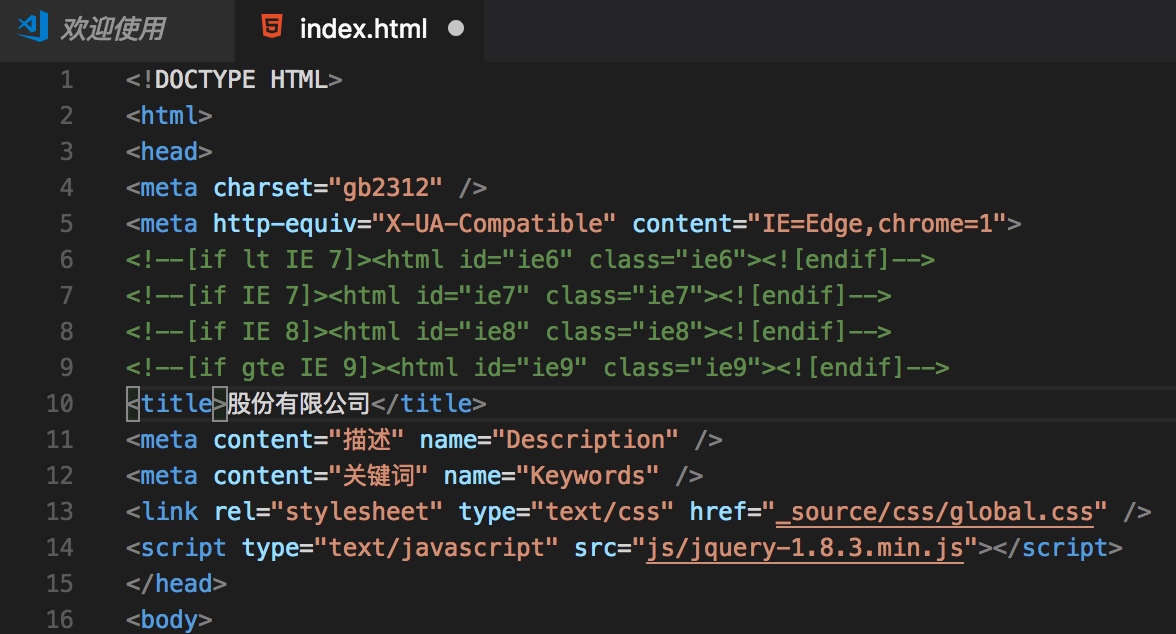 欢迎使用 index.html
1 <!DOCTYPE HTML>
2 <html>
3 <head>
4 <meta charset="gb2312" />
5 <meta http-equiv="X-UA-Compatible" content="IE=Edge,chrome=1">
6 <!--[if lt IE 7]><html id="ie6" class="ie6"><![endif]-->
7 <!--[if IE 7]><html id="ie7" class="ie7"><![endif]-->
8 <!--[if IE 8]><html id="ie8" class="ie8"><![endif]-->
9 <!--[if gte IE 9]><html id="ie9" class="ie9"><![endif]-->
10 <title>股份有限公司</title>
11 <meta content="描述" name="Description" />
12 <meta content="关键词" name="Keywords" />
13 <link rel="stylesheet" type="text/css" href="_source/css/global.css" />
14 <script type="text/javascript" src="js/jquery-1.8.3.min.js"></script>
15 </head>
16 <body>